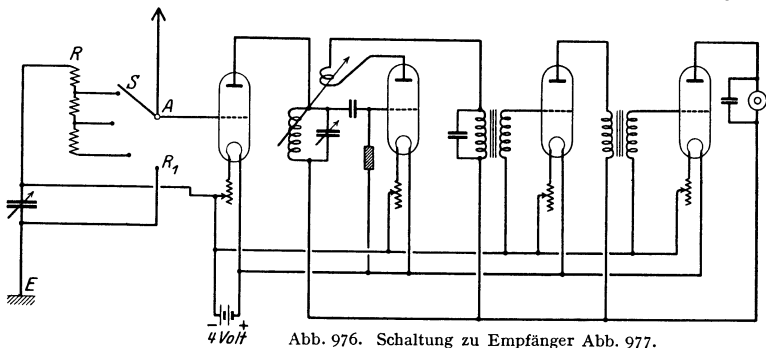 R
S
A
R₁
E
− +
4 Volt
Abb. 976. Schaltung zu Empfänger Abb. 977.